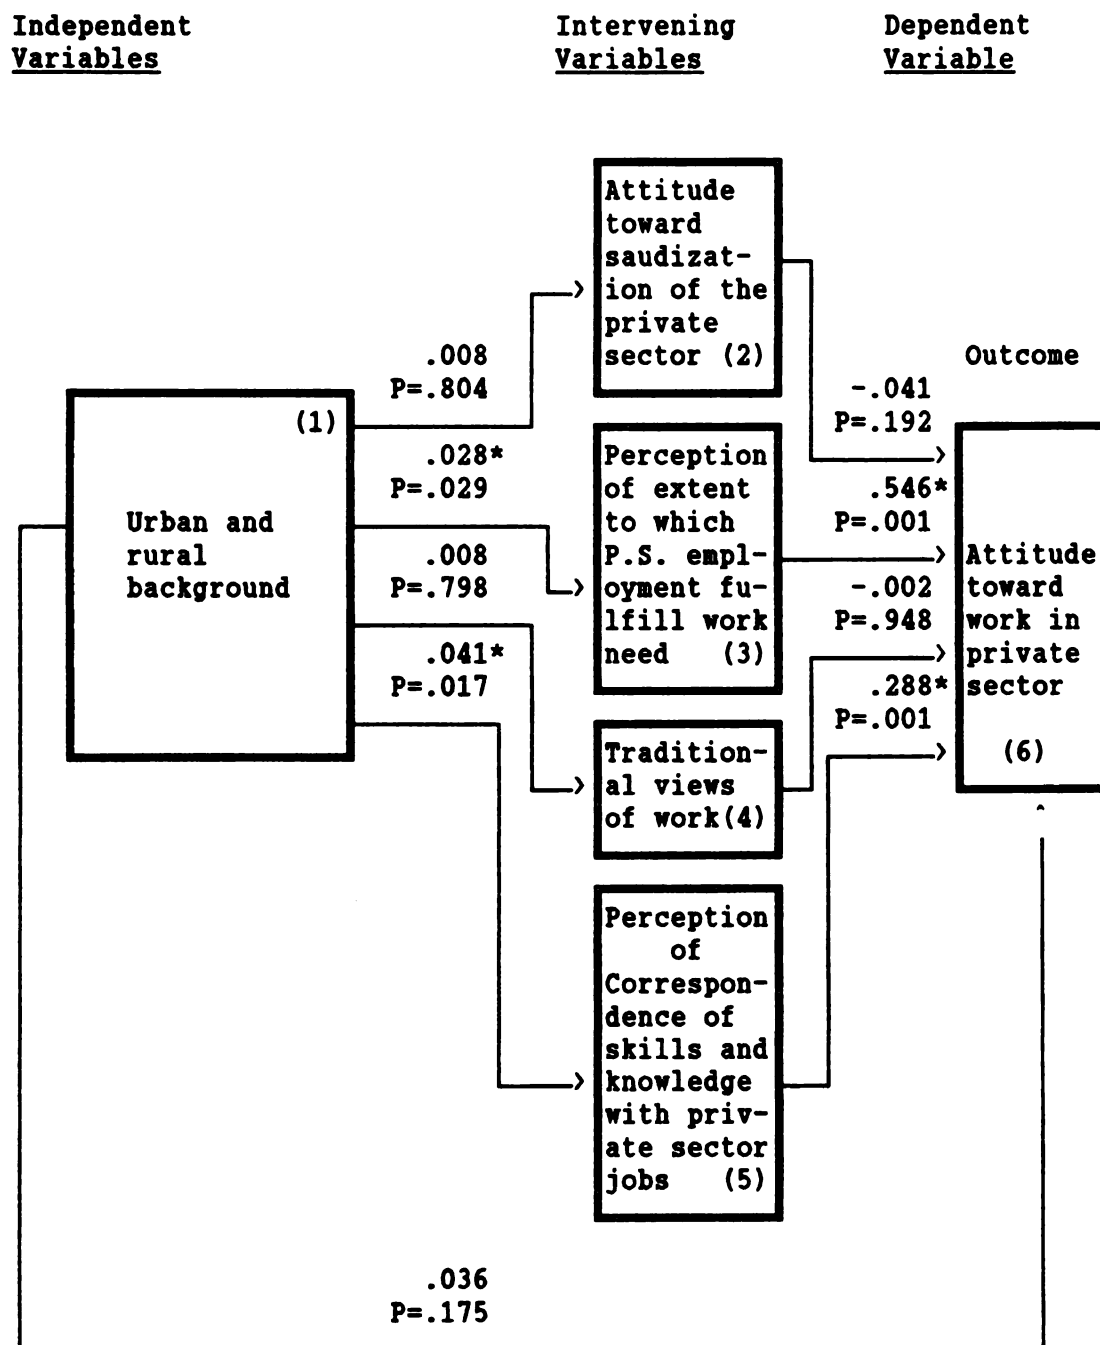 Independent
Variables
Intervening
Variables
Dependent
Variable
Attitude
toward
saudizat-
ion of the
private
sector (2)
.008
P=.804
Outcome
-.041
P=.192
(1)
Urban and
rural
background
.028*
P=.029
.008
P=.798
.041*
P=.017
Perception
of extent
to which
P.S. empl-
oyment fu-
lfill work
need (3)
.546*
P=.001
-.002
P=.948
.288*
P=.001
Attitude
toward
work in
private
sector
(6)
Tradition-
al views
of work(4)
Perception
of
Correspon-
dence of
skills and
knowledge
with priv-
ate sector
jobs (5)
.036
P=.175